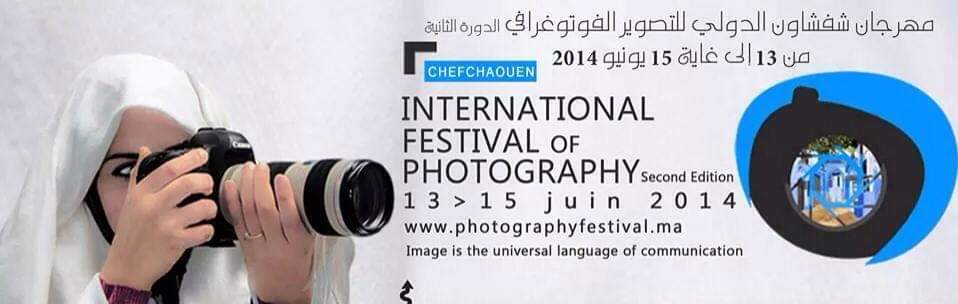 مهرجان شفشاون الدولي للتصوير الفوتوغرافي الدورة الثانية
من 13 إلى غاية 15 يونيو 2014
CHEFCHAOUEN
INTERNATIONAL
FESTIVAL OF
PHOTOGRAPHY Second Edition
13 > 15 juin 2014
www.photographyfestival.ma
Image is the universal language of communication
Canon